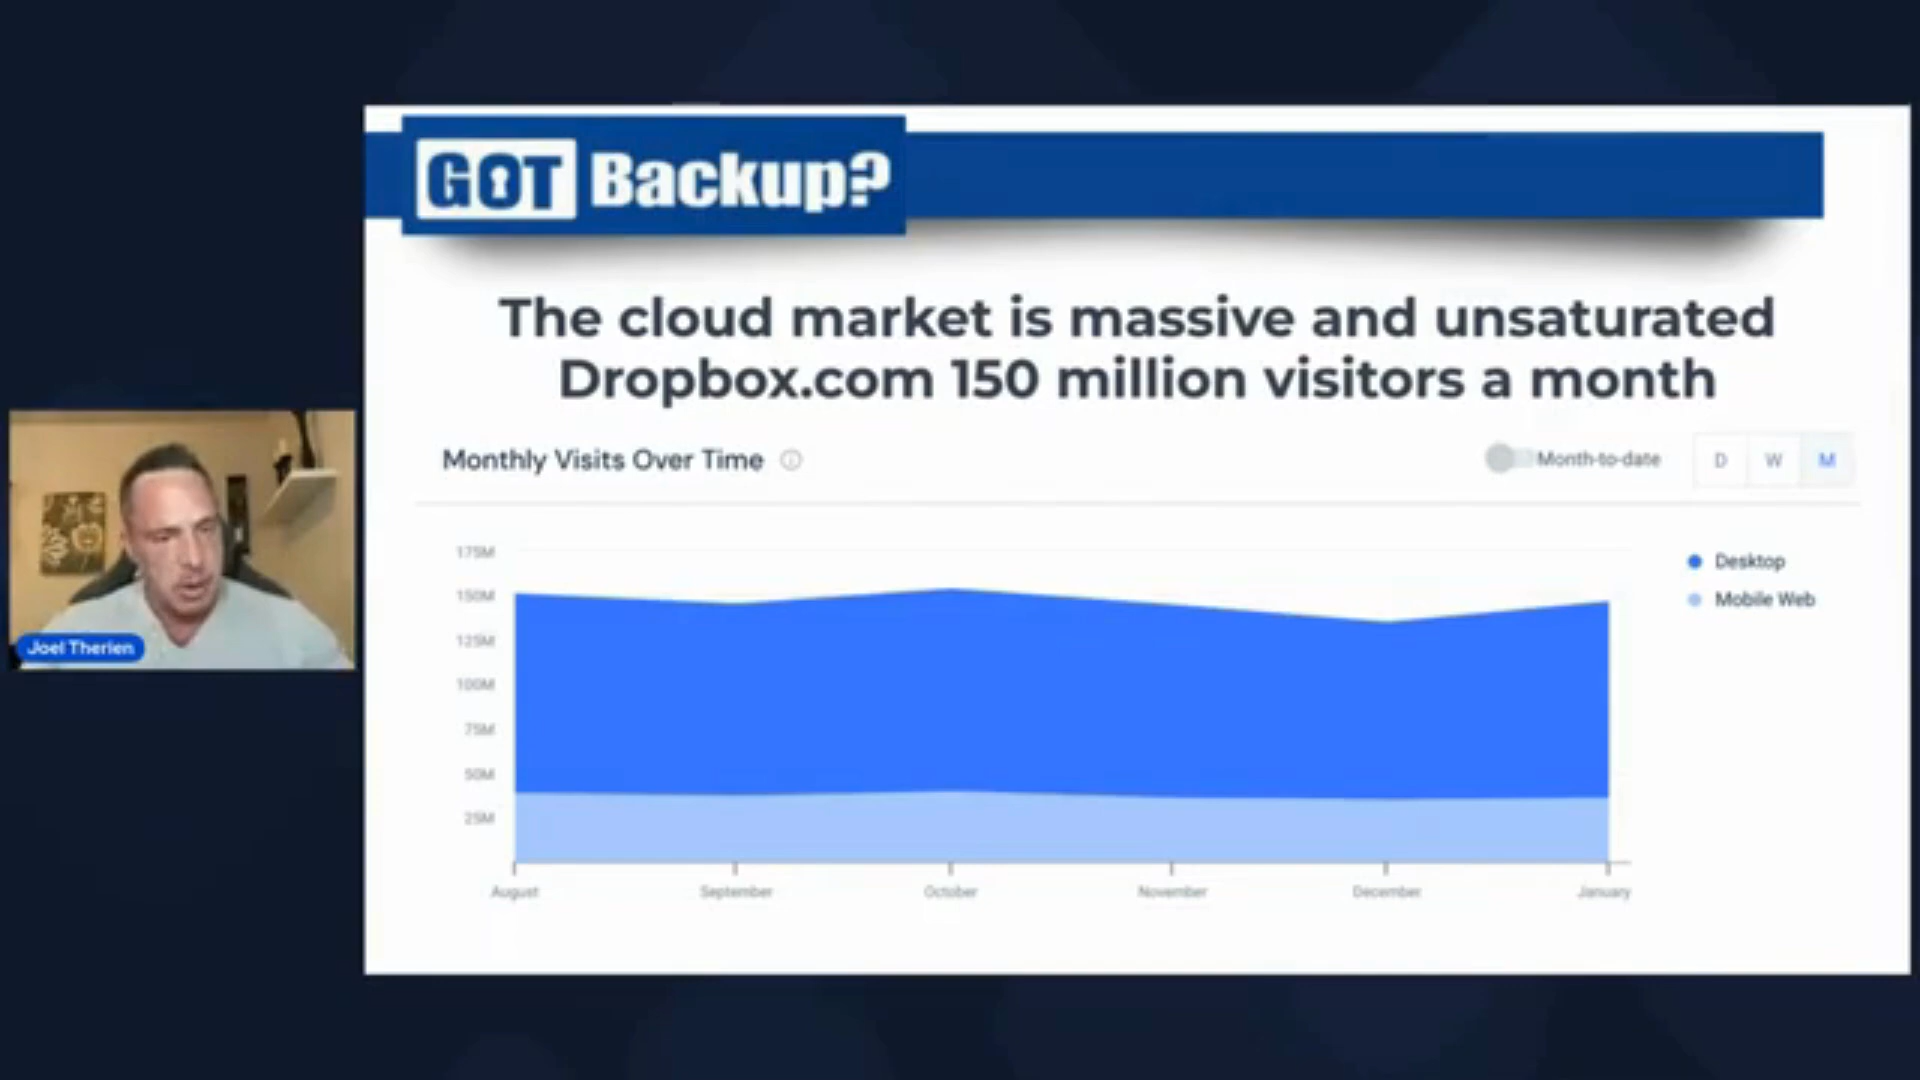 GOT Backup?
The cloud market is massive and unsaturated
Dropbox.com 150 million visitors a month
Monthly Visits Over Time
Month-to-date D W M
175M
150M
125M
100M
75M
50M
25M
Desktop
Mobile Web
August September October November December January
Joel Therien